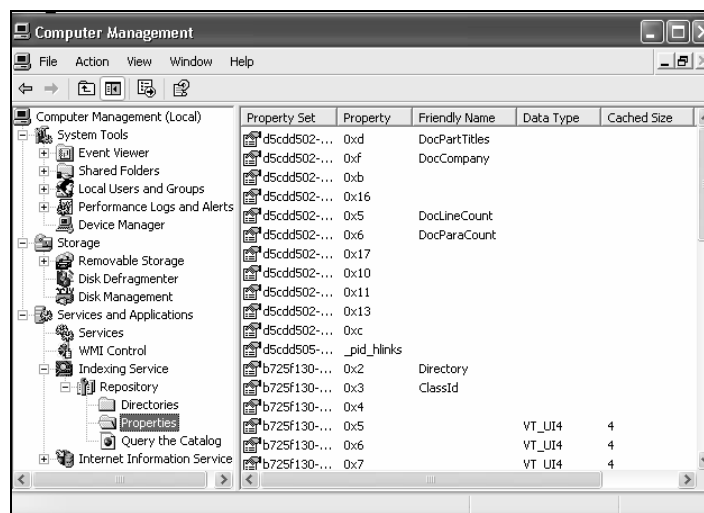 Computer Management
File Action View Window Help
Computer Management (Local)
System Tools
Event Viewer
Shared Folders
Local Users and Groups
Performance Logs and Alerts
Device Manager
Storage
Removable Storage
Disk Defragmenter
Disk Management
Services and Applications
Services
WMI Control
Indexing Service
Repository
Directories
Properties
Query the Catalog
Internet Information Service
Property Set Property Friendly Name Data Type Cached Size
d5cdd502-... 0xd DocPartTitles
d5cdd502-... 0xf DocCompany
d5cdd502-... 0xb
d5cdd502-... 0x16
d5cdd502-... 0x5 DocLineCount
d5cdd502-... 0x6 DocParaCount
d5cdd502-... 0x17
d5cdd502-... 0x10
d5cdd502-... 0x11
d5cdd502-... 0x13
d5cdd502-... 0xc
d5cdd505-... _pid_hlinks
b725f130-... 0x2 Directory
b725f130-... 0x3 ClassId
b725f130-... 0x4
b725f130-... 0x5 VT_UI4 4
b725f130-... 0x6 VT_UI4 4
b725f130-... 0x7 VT_UI4 4